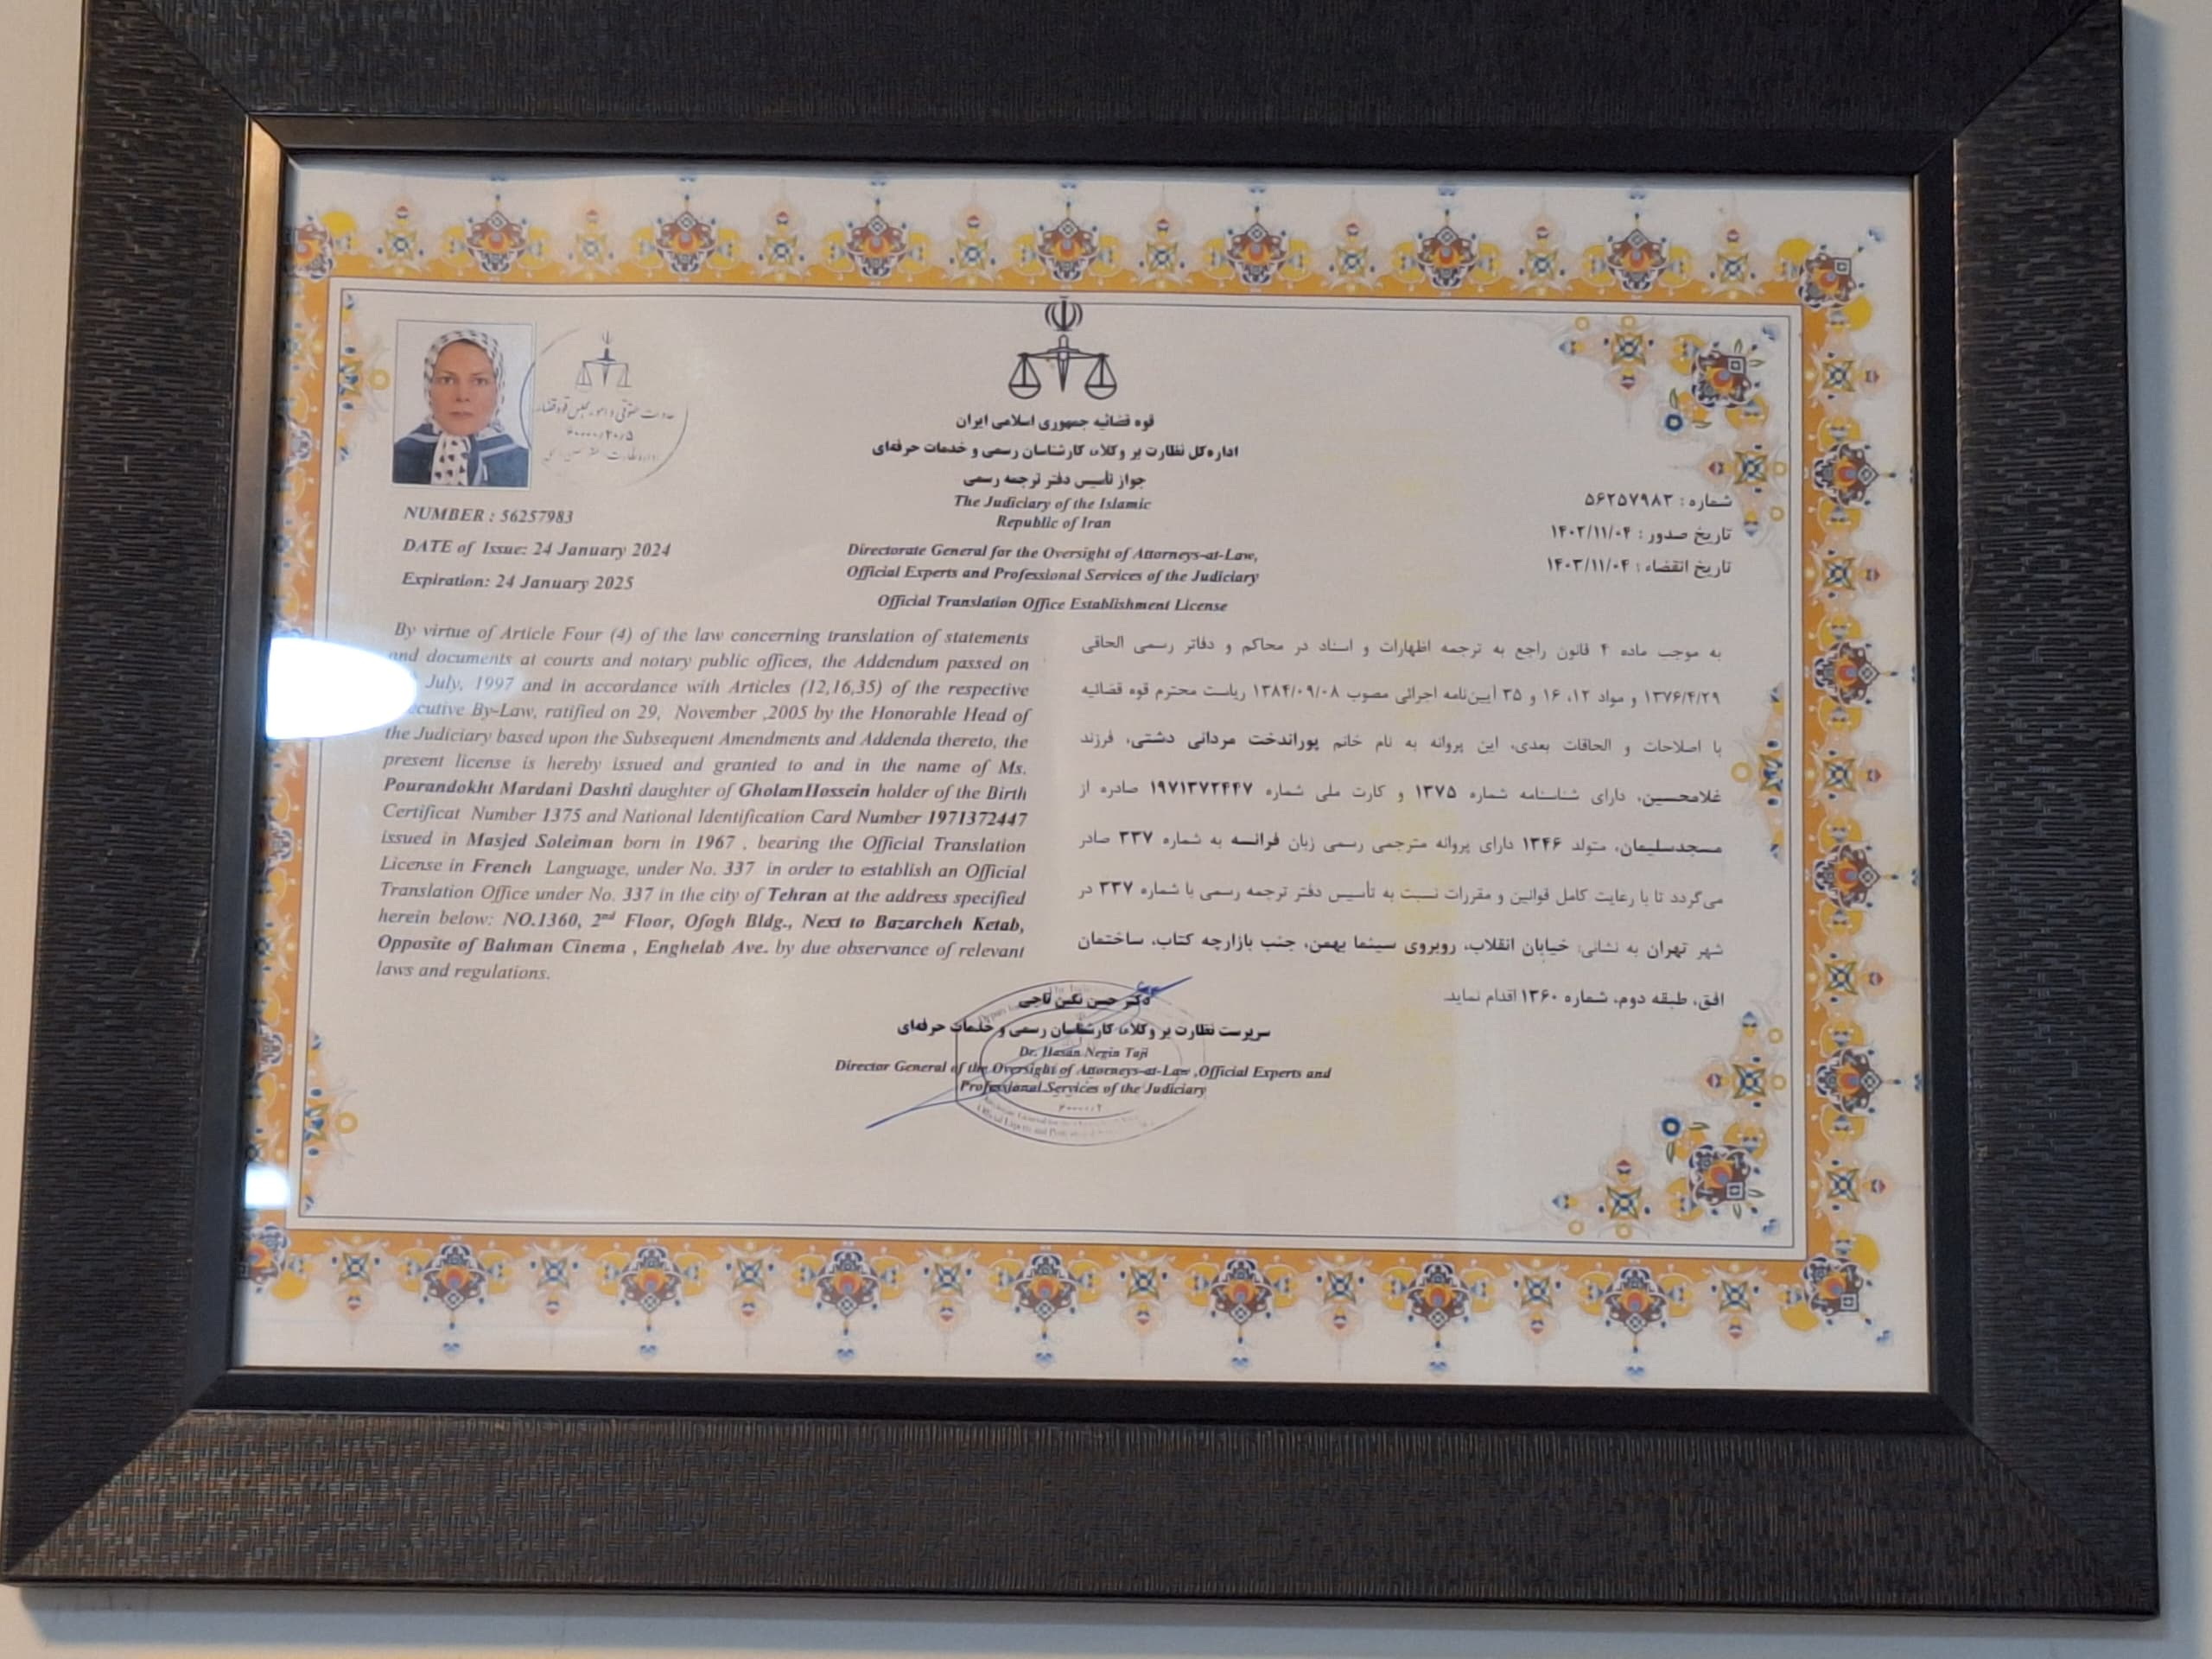 قوه قضائیه جمهوری اسلامی ایران
اداره‌کل نظارت بر وکلاء، کارشناسان رسمی و خدمات حرفه‌ای
جواز تأسیس دفتر ترجمه رسمی
The Judiciary of the Islamic
Republic of Iran
Directorate General for the Oversight of Attorneys-at-Law,
Official Experts and Professional Services of the Judiciary
Official Translation Office Establishment License
NUMBER : 56257983
DATE of Issue: 24 January 2024
Expiration: 24 January 2025
شماره : ۵۶۲۵۷۹۸۳
تاریخ صدور : ۱۴۰۲/۱۱/۰۴
تاریخ انقضاء : ۱۴۰۳/۱۱/۰۴
By virtue of Article Four (4) of the law concerning translation of statements
and documents at courts and notary public offices, the Addendum passed on
July, 1997 and in accordance with Articles (12,16,35) of the respective
By-Law, ratified on 29, November ,2005 by the Honorable Head of
the Judiciary based upon the Subsequent Amendments and Addenda thereto, the
present license is hereby issued and granted to and in the name of Ms.
Pourandokht Mardani Dashti daughter of GholamHossein holder of the Birth
Certificat Number 1375 and National Identification Card Number 1971372447
issued in Masjed Soleiman born in 1967 , bearing the Official Translation
License in French Language, under No. 337 in order to establish an Official
Translation Office under No. 337 in the city of Tehran at the address specified
herein below: NO.1360, 2nd Floor, Ofogh Bldg., Next to Bazarcheh Ketab,
Opposite of Bahman Cinema , Enghelab Ave. by due observance of relevant
laws and regulations.
به موجب ماده ۴ قانون راجع به ترجمه اظهارات و اسناد در محاکم و دفاتر رسمی الحاقی
۱۳۷۶/۴/۲۹ و مواد ۱۲، ۱۶ و ۳۵ آیین‌نامه اجرائی مصوب ۱۳۸۴/۰۹/۰۸ ریاست محترم قوه قضائیه
با اصلاحات و الحاقات بعدی، این پروانه به نام خانم پوراندخت مردانی دشتی، فرزند
غلامحسین، دارای شناسنامه شماره ۱۳۷۵ و کارت ملی شماره ۱۹۷۱۳۷۲۴۴۷ صادره از
مسجدسلیمان، متولد ۱۳۴۶ دارای پروانه مترجمی رسمی زبان فرانسه به شماره ۳۳۷ صادر
می‌گردد تا با رعایت کامل قوانین و مقررات نسبت به تأسیس دفتر ترجمه رسمی با شماره ۳۳۷ در
شهر تهران به نشانی: خیابان انقلاب، روبروی سینما بهمن، جنب بازارچه کتاب، ساختمان
افق، طبقه دوم، شماره ۱۳۶۰ اقدام نماید.
دکتر حسن نگین تاجی
سرپرست نظارت بر وکلاء، کارشناسان رسمی و خدمات حرفه‌ای
Dr. Hasan Negin Taji
Director General of the Oversight of Attorneys-at-Law ,Official Experts and
Professional Services of the Judiciary